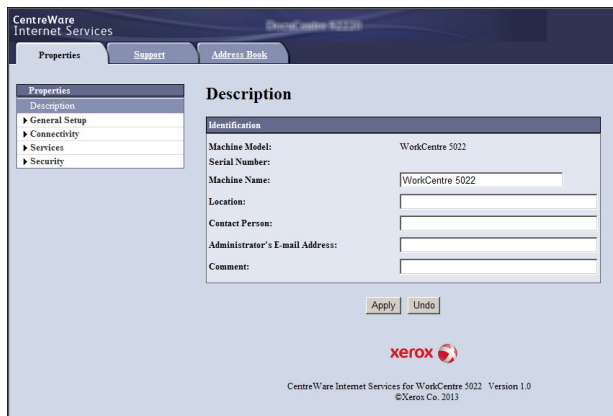 CentreWare
Internet Services
Properties
Support
Address Book
Properties
Description
General Setup
Connectivity
Services
Security
Description
Identification
Machine Model: WorkCentre 5022
Serial Number:
Machine Name: WorkCentre 5022
Location:
Contact Person:
Administrator's E-mail Address:
Comment:
Apply Undo
xerox
CentreWare Internet Services for WorkCentre 5022 Version 1.0
©Xerox Co. 2013